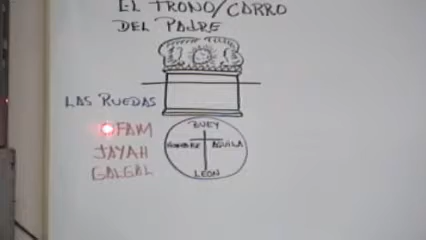 EL TRONO/CARRO
DEL PADRE
LAS RUEDAS
OFAM
JAYAH
GALGAL
BUEY
HOMBRE AGUILA
LEON